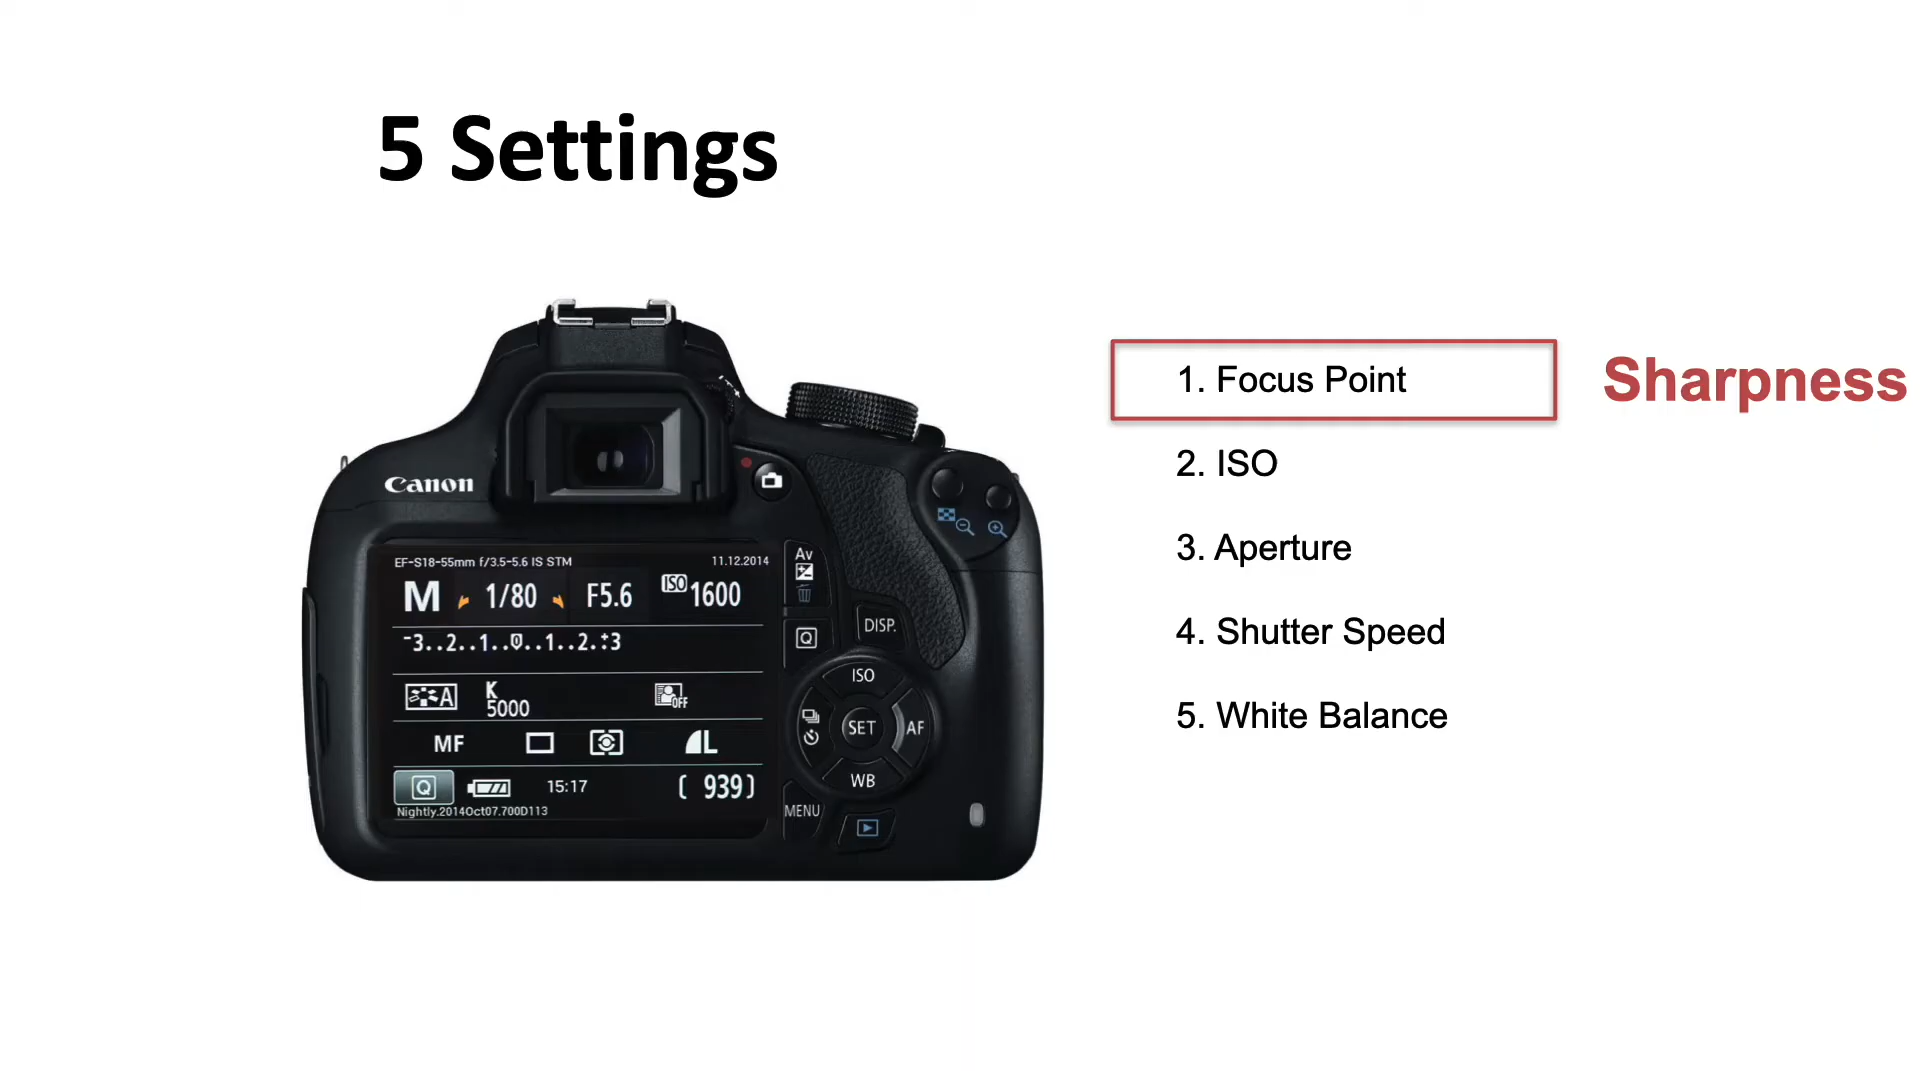 5 Settings
Canon
EF-S18-55mm f/3.5-5.6 IS STM 11.12.2014
M 1/80 F5.6 ISO 1600
-3..2..1..0..1..2.:+3
A K 5000 OFF
MF L
Q 15:17 [ 939]
Nightly.2014Oct07.700D113
Av
Q
DISP.
ISO
SET AF
WB
MENU
1. Focus Point
Sharpness
2. ISO
3. Aperture
4. Shutter Speed
5. White Balance